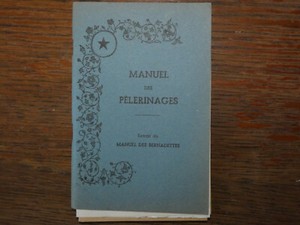 MANUEL
DES
PÈLERINAGES
Extrait du
MANUEL DES BERNADETTES